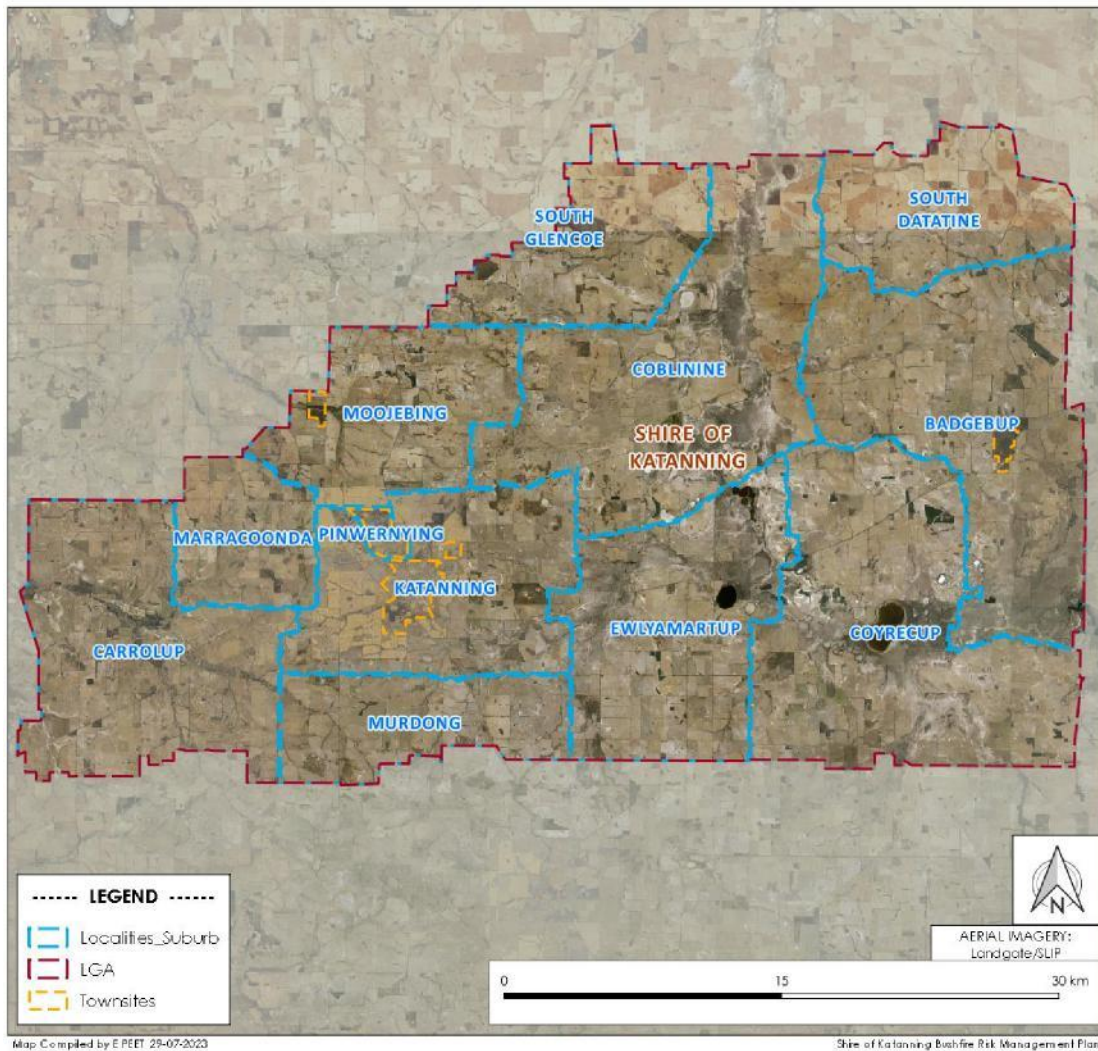 SOUTH
GLENCOE
SOUTH
DATATINE
COBLININE
MOOJEBING
BADGEBUP
SHIRE OF
KATANNING
MARRACOONDA
PINWERNYING
KATANNING
EWLYAMARTUP
COYRECUP
CARROLUP
MURDONG
------ LEGEND ------
Localities_Suburb
LGA
Townsites
N
AERIAL IMAGERY:
Landgate/SLIP
0 15 30 km
Map Compiled by E PEET 29-07-2023
Shire of Katanning Bushfire Risk Management Plan